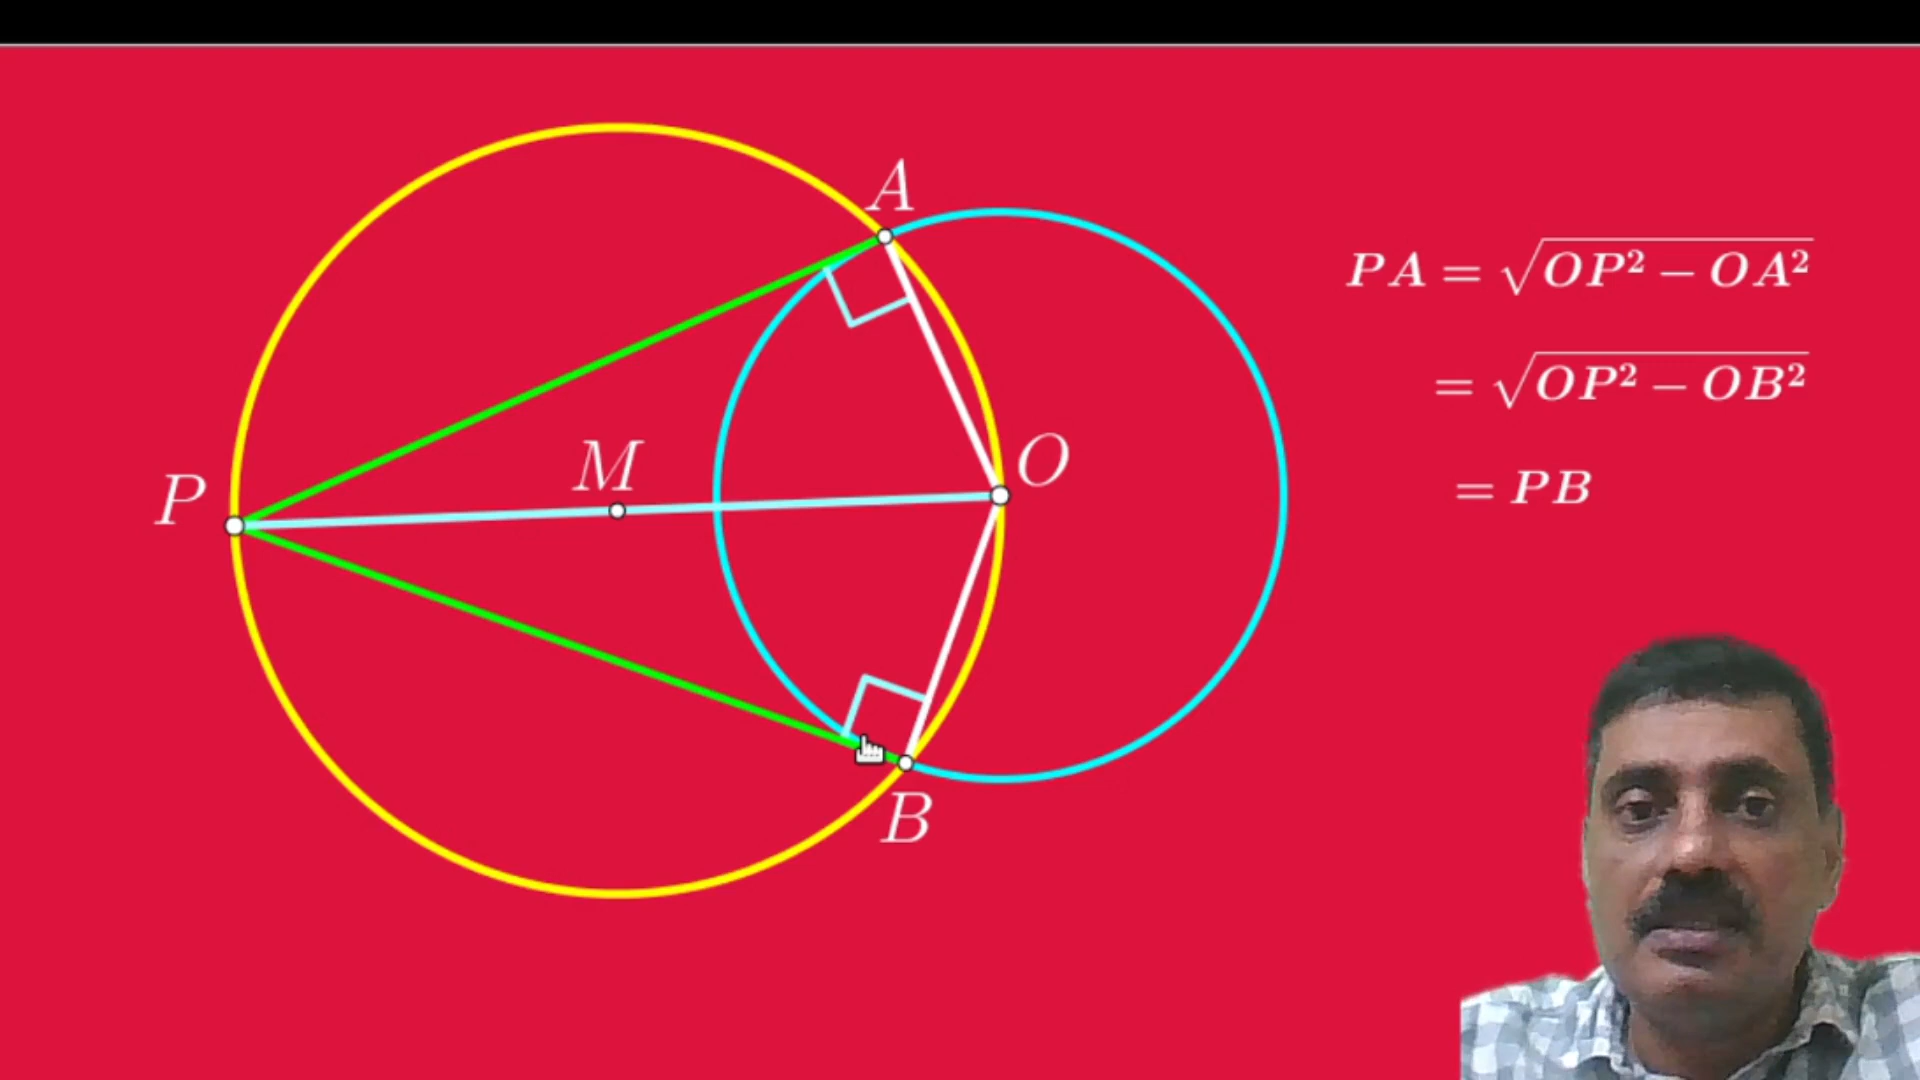 A
P
M
O
B
PA = √(OP² − OA²)
= √(OP² − OB²)
= PB